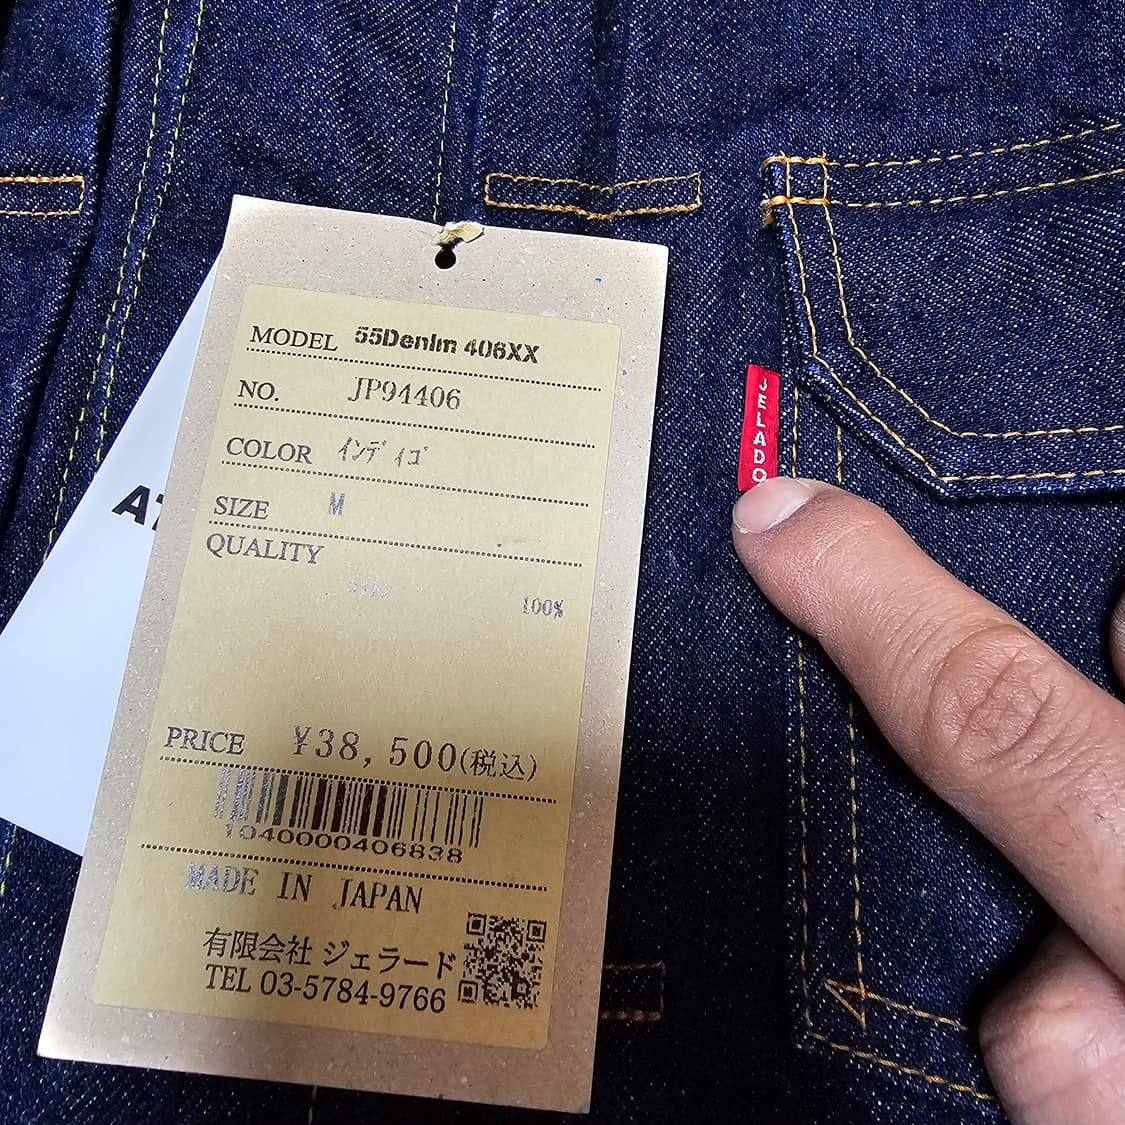 MODEL 55Denim 406XX
NO. JP94406
COLOR インディゴ
SIZE M
QUALITY
100%
PRICE ¥38,500(税込)
1040000406838
MADE IN JAPAN
有限会社 ジェラード
TEL 03-5784-9766
JELADO